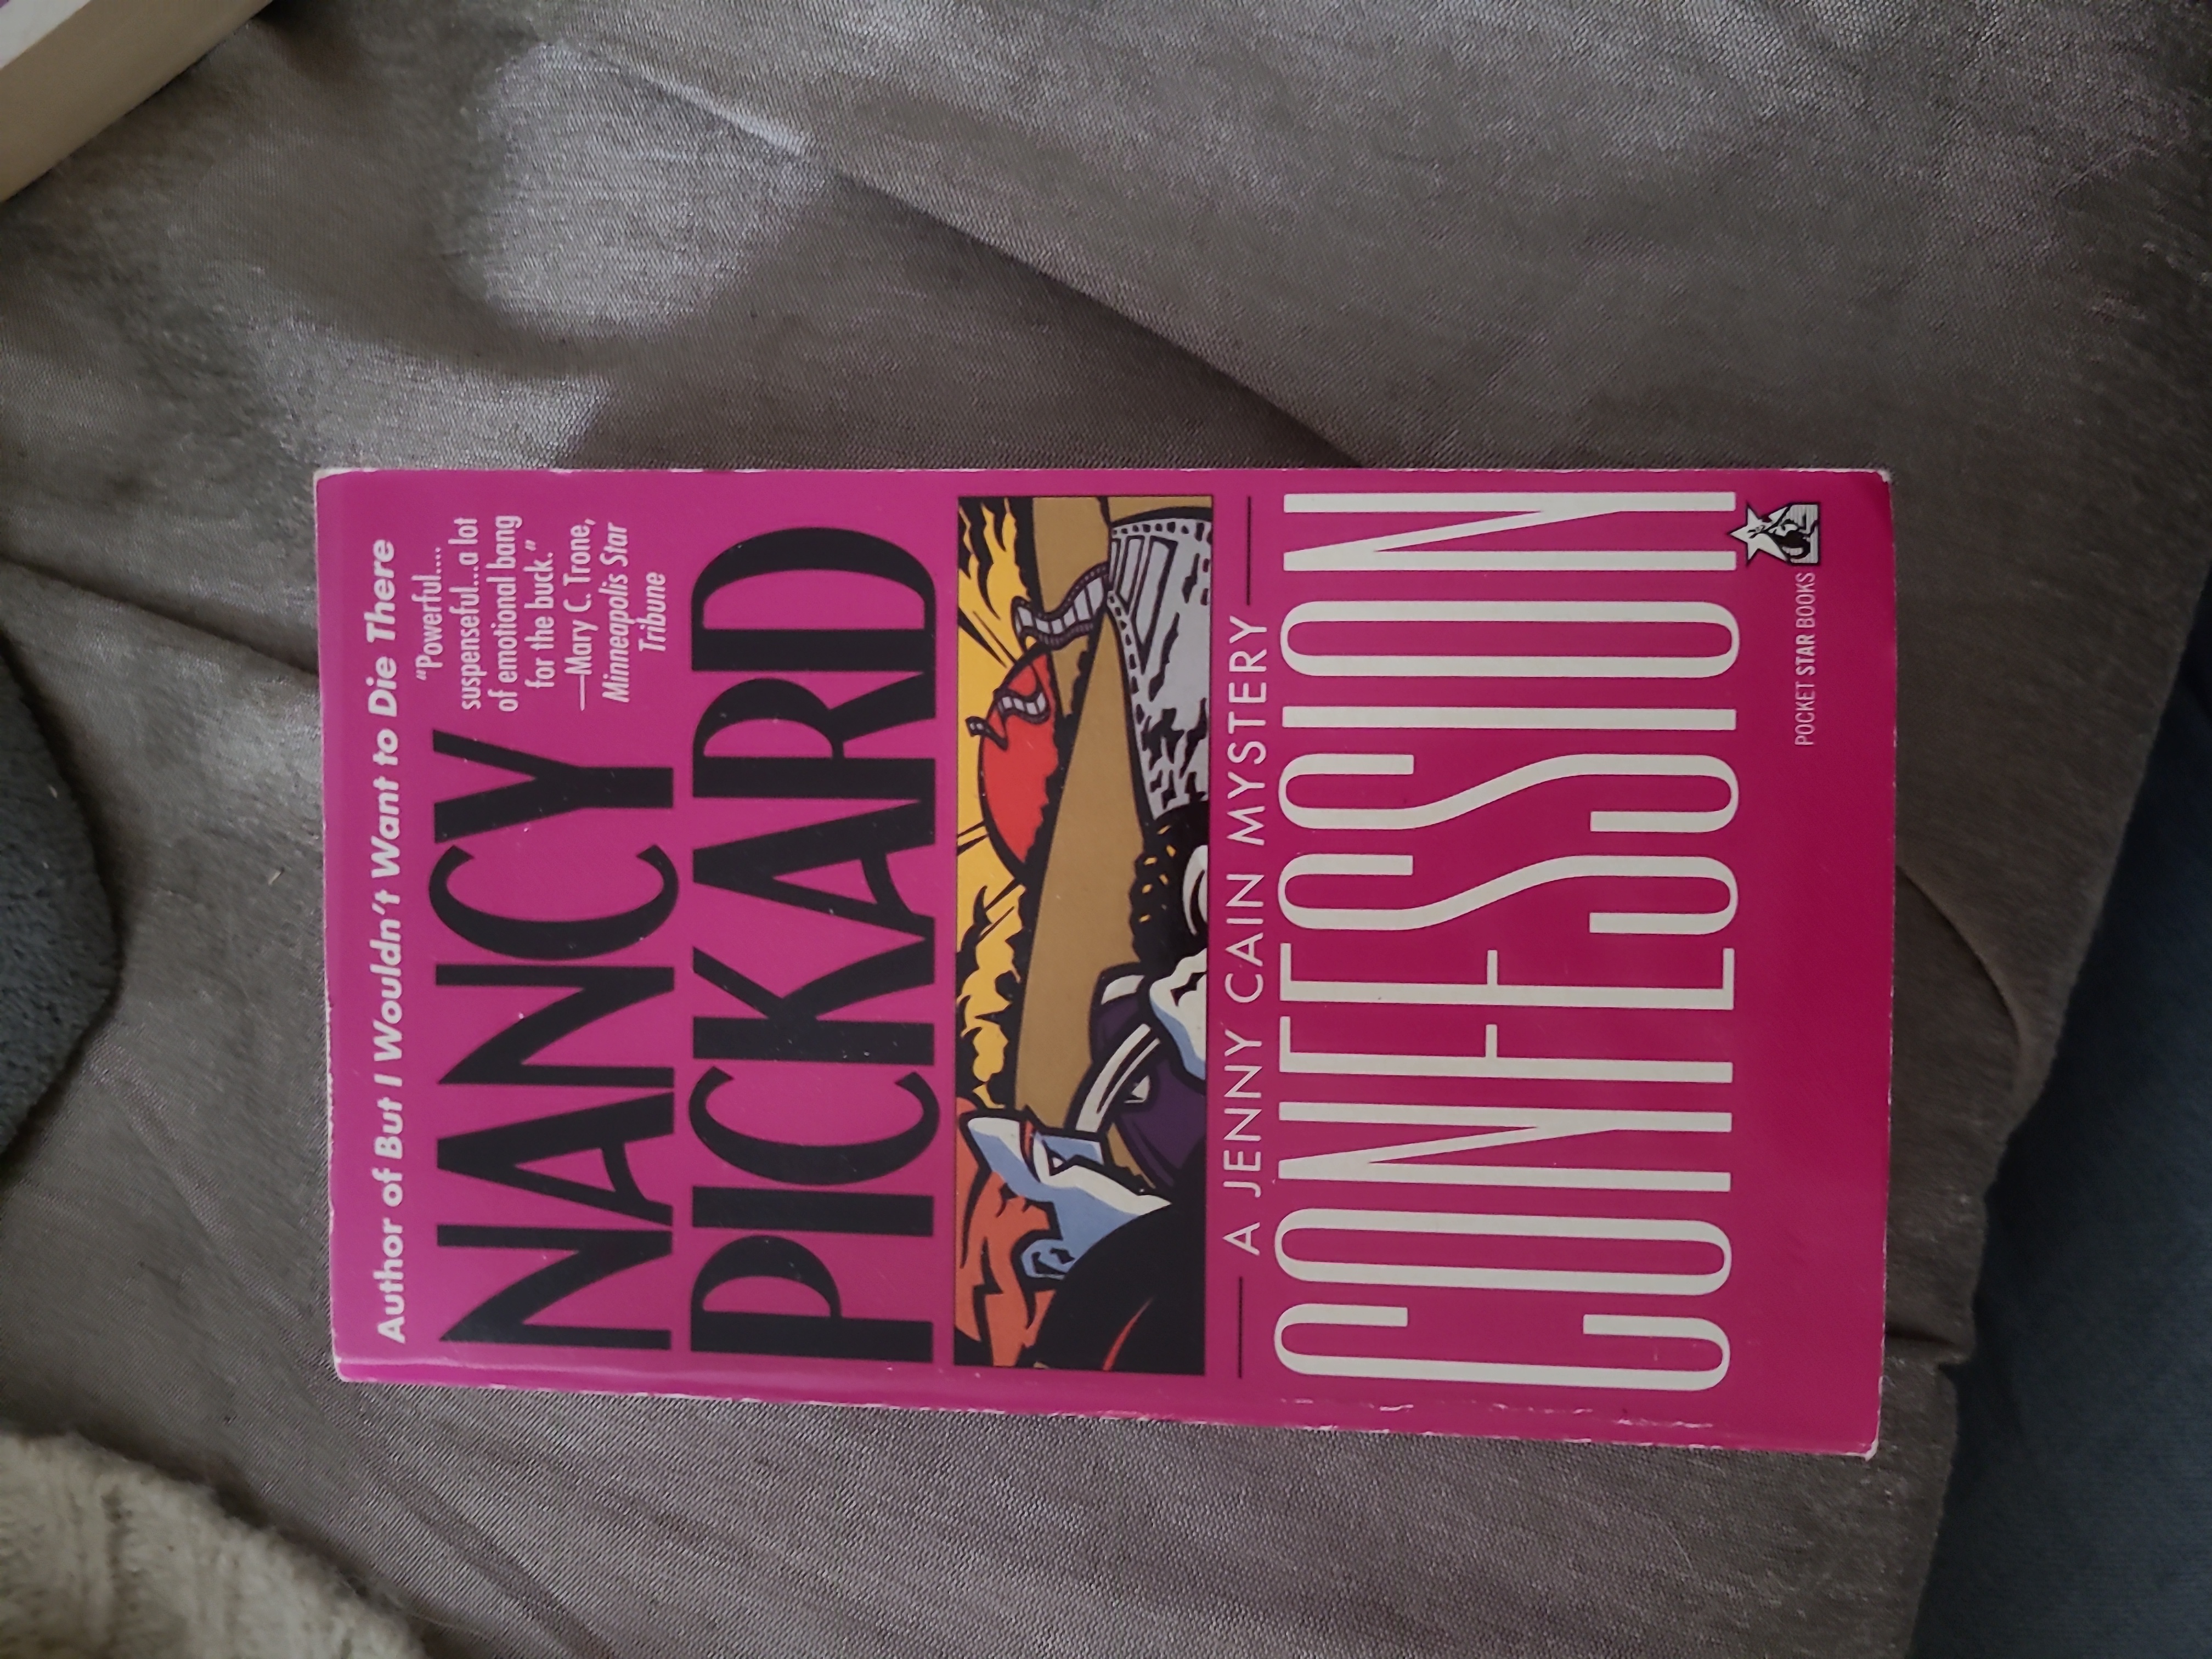 Author of But I Wouldn't Want to Die There
"Powerful...
suspenseful...a lot
of emotional bang
for the buck."
—Mary C. Trone,
Minneapolis Star
Tribune
NANCY
PICKARD
A JENNY CAIN MYSTERY
CONFESSION
POCKET STAR BOOKS